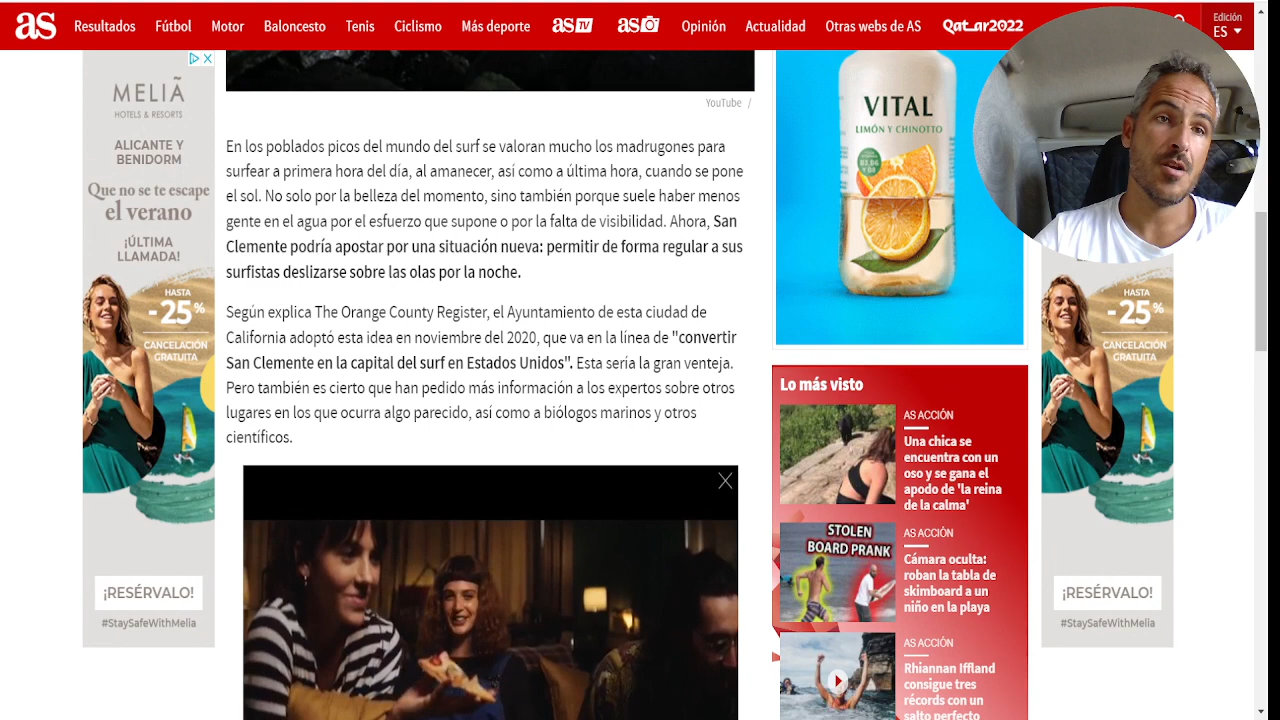 as
Resultados
Fútbol
Motor
Baloncesto
Tenis
Ciclismo
Más deporte
as TV
as
Opinión
Actualidad
Otras webs de AS
Qatar2022
Edición
ES
MELIÃ
HOTELS & RESORTS
ALICANTE Y
BENIDORM
Que no se te escape
el verano
¡ÚLTIMA
LLAMADA!
HASTA
-25%
CANCELACIÓN
GRATUITA
¡RESÉRVALO!
#StaySafeWithMelia
YouTube /
En los poblados picos del mundo del surf se valoran mucho los madrugones para
surfear a primera hora del día, al amanecer, así como a última hora, cuando se pone
el sol. No solo por la belleza del momento, sino también porque suele haber menos
gente en el agua por el esfuerzo que supone o por la falta de visibilidad. Ahora, San
Clemente podría apostar por una situación nueva: permitir de forma regular a sus
surfistas deslizarse sobre las olas por la noche.
Según explica The Orange County Register, el Ayuntamiento de esta ciudad de
California adoptó esta idea en noviembre del 2020, que va en la línea de "convertir
San Clemente en la capital del surf en Estados Unidos". Esta sería la gran venteja.
Pero también es cierto que han pedido más información a los expertos sobre otros
lugares en los que ocurra algo parecido, así como a biólogos marinos y otros
científicos.
VITAL
LIMÓN Y CHINOTTO
Lo más visto
AS ACCIÓN
Una chica se
encuentra con un
oso y se gana el
apodo de 'la reina
de la calma'
STOLEN
BOARD PRANK
AS ACCIÓN
Cámara oculta:
roban la tabla de
skimboard a un
niño en la playa
AS ACCIÓN
Rhiannan Iffland
consigue tres
récords con un
salto perfecto
HASTA
-25%
CANCELACIÓN
GRATUITA
¡RESÉRVALO!
#StaySafeWithMelia